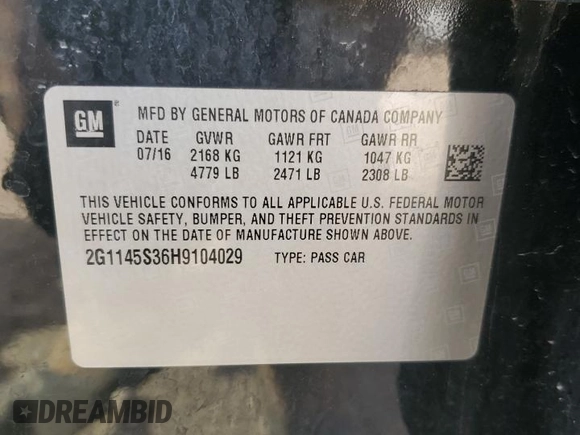 GM MFD BY GENERAL MOTORS OF CANADA COMPANY
DATE GVWR GAWR FRT GAWR RR
07/16 2168 KG 1121 KG 1047 KG
4779 LB 2471 LB 2308 LB
THIS VEHICLE CONFORMS TO ALL APPLICABLE U.S. FEDERAL MOTOR
VEHICLE SAFETY, BUMPER, AND THEFT PREVENTION STANDARDS IN
EFFECT ON THE DATE OF MANUFACTURE SHOWN ABOVE.
2G1145S36H9104029 TYPE: PASS CAR
DREAMBID